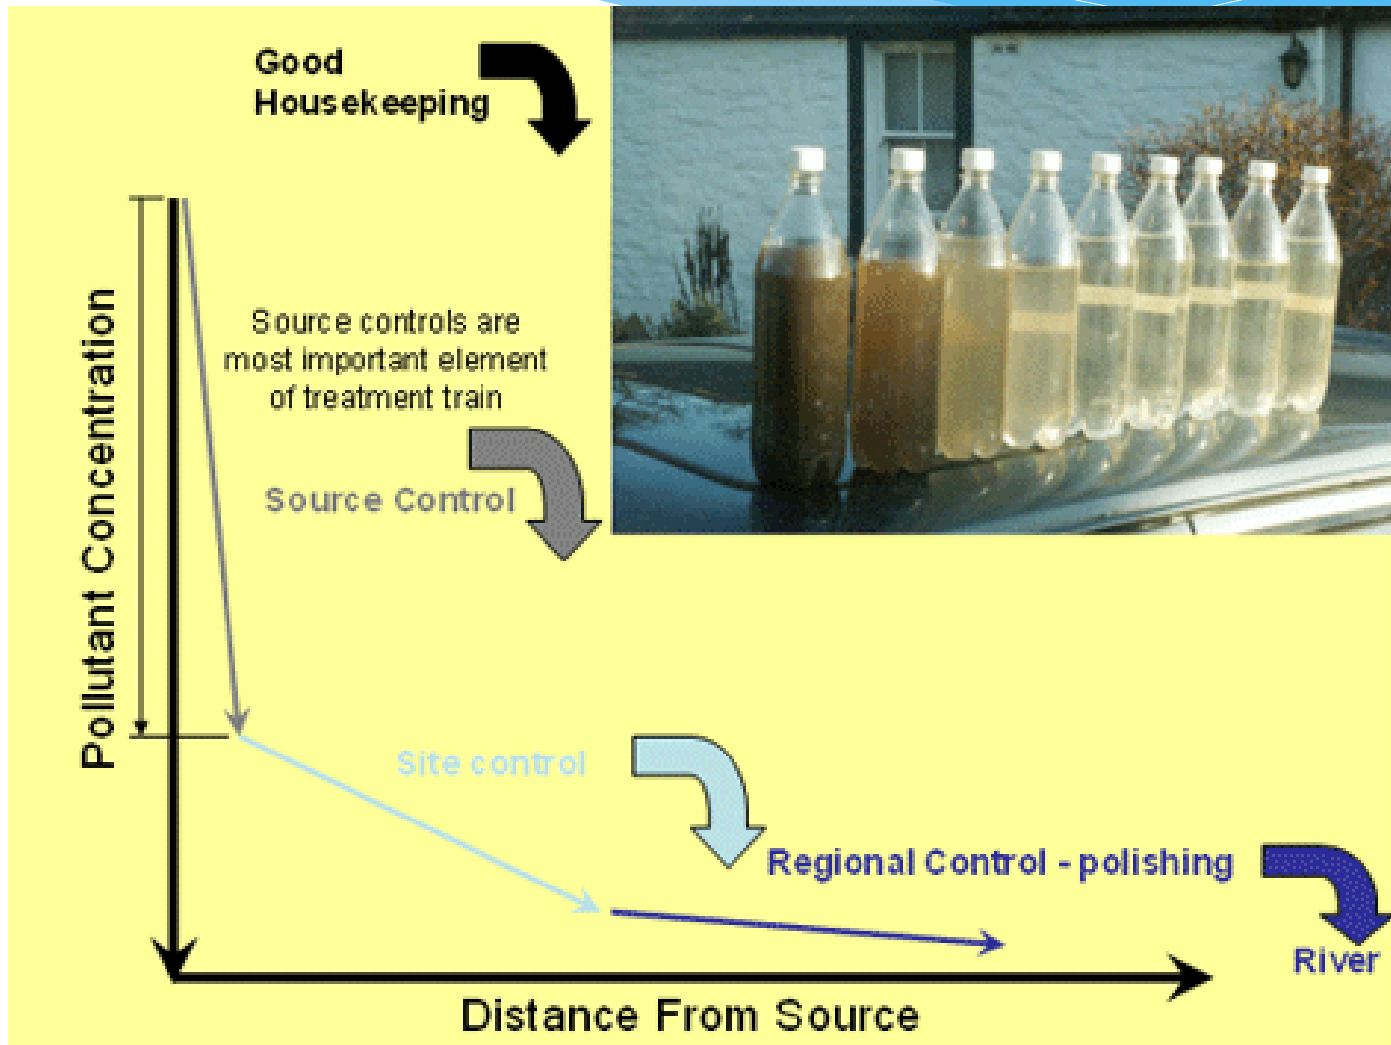 Good
Housekeeping
Source controls are
most important element
of treatment train
Source Control
Pollutant Concentration
Site control
Regional Control - polishing
River
Distance From Source